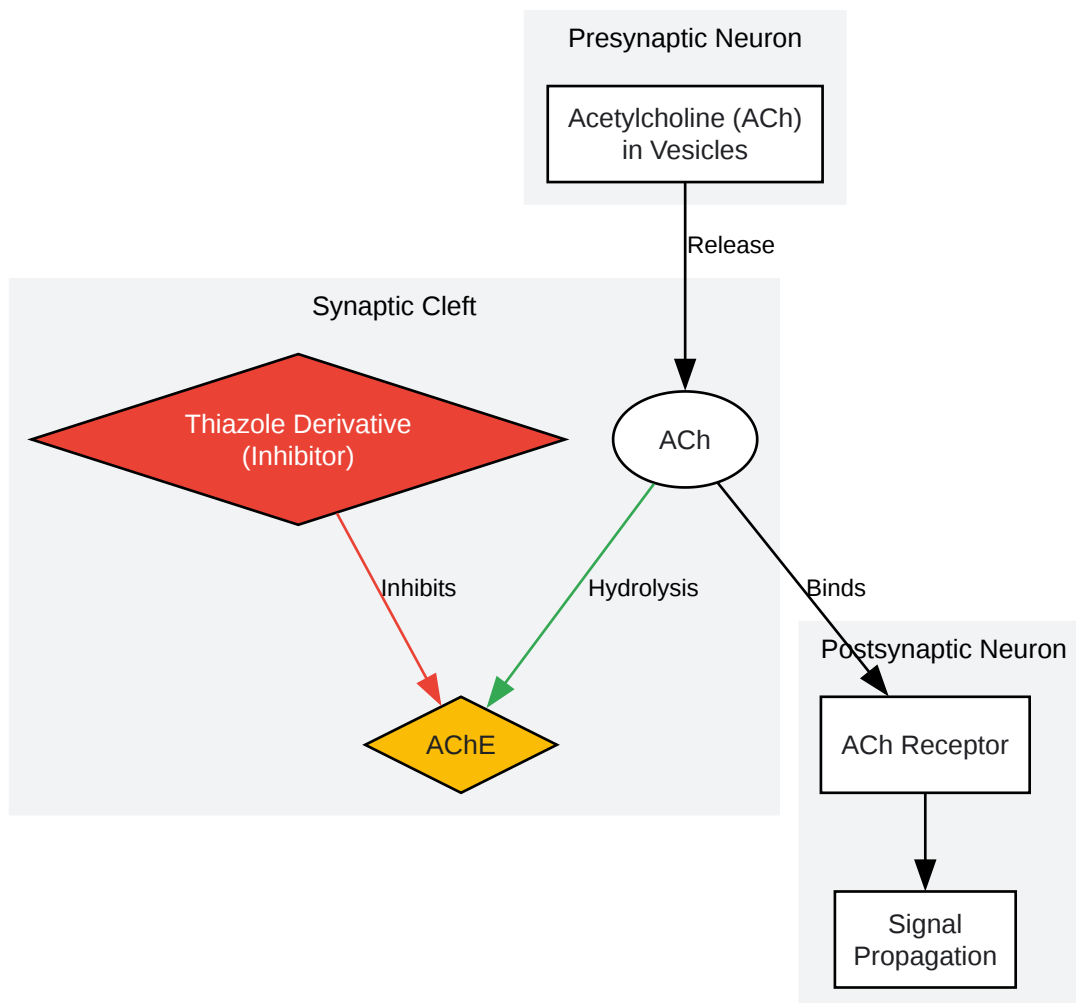 Presynaptic Neuron
Acetylcholine (ACh)
in Vesicles
Release
Synaptic Cleft
Thiazole Derivative
(Inhibitor)
ACh
Inhibits
Hydrolysis
Binds
Postsynaptic Neuron
AChE
ACh Receptor
Signal
Propagation